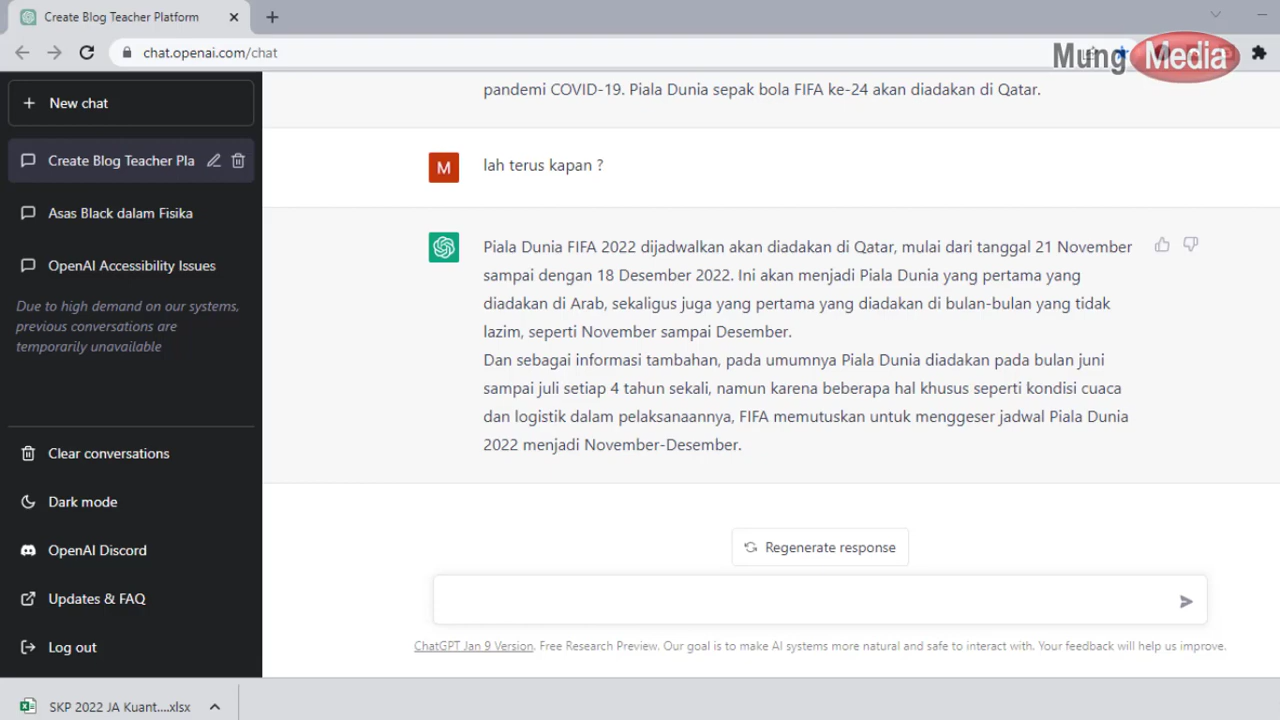 Create Blog Teacher Platform
chat.openai.com/chat
Mung Media
New chat
Create Blog Teacher Pla
Asas Black dalam Fisika
OpenAI Accessibility Issues
Due to high demand on our systems,
previous conversations are
temporarily unavailable
Clear conversations
Dark mode
OpenAI Discord
Updates & FAQ
Log out
pandemi COVID-19. Piala Dunia sepak bola FIFA ke-24 akan diadakan di Qatar.
M
lah terus kapan ?
Piala Dunia FIFA 2022 dijadwalkan akan diadakan di Qatar, mulai dari tanggal 21 November
sampai dengan 18 Desember 2022. Ini akan menjadi Piala Dunia yang pertama yang
diadakan di Arab, sekaligus juga yang pertama yang diadakan di bulan-bulan yang tidak
lazim, seperti November sampai Desember.
Dan sebagai informasi tambahan, pada umumnya Piala Dunia diadakan pada bulan juni
sampai juli setiap 4 tahun sekali, namun karena beberapa hal khusus seperti kondisi cuaca
dan logistik dalam pelaksanaannya, FIFA memutuskan untuk menggeser jadwal Piala Dunia
2022 menjadi November-Desember.
Regenerate response
ChatGPT Jan 9 Version. Free Research Preview. Our goal is to make AI systems more natural and safe to interact with. Your feedback will help us improve.
SKP 2022 JA Kuant....xlsx